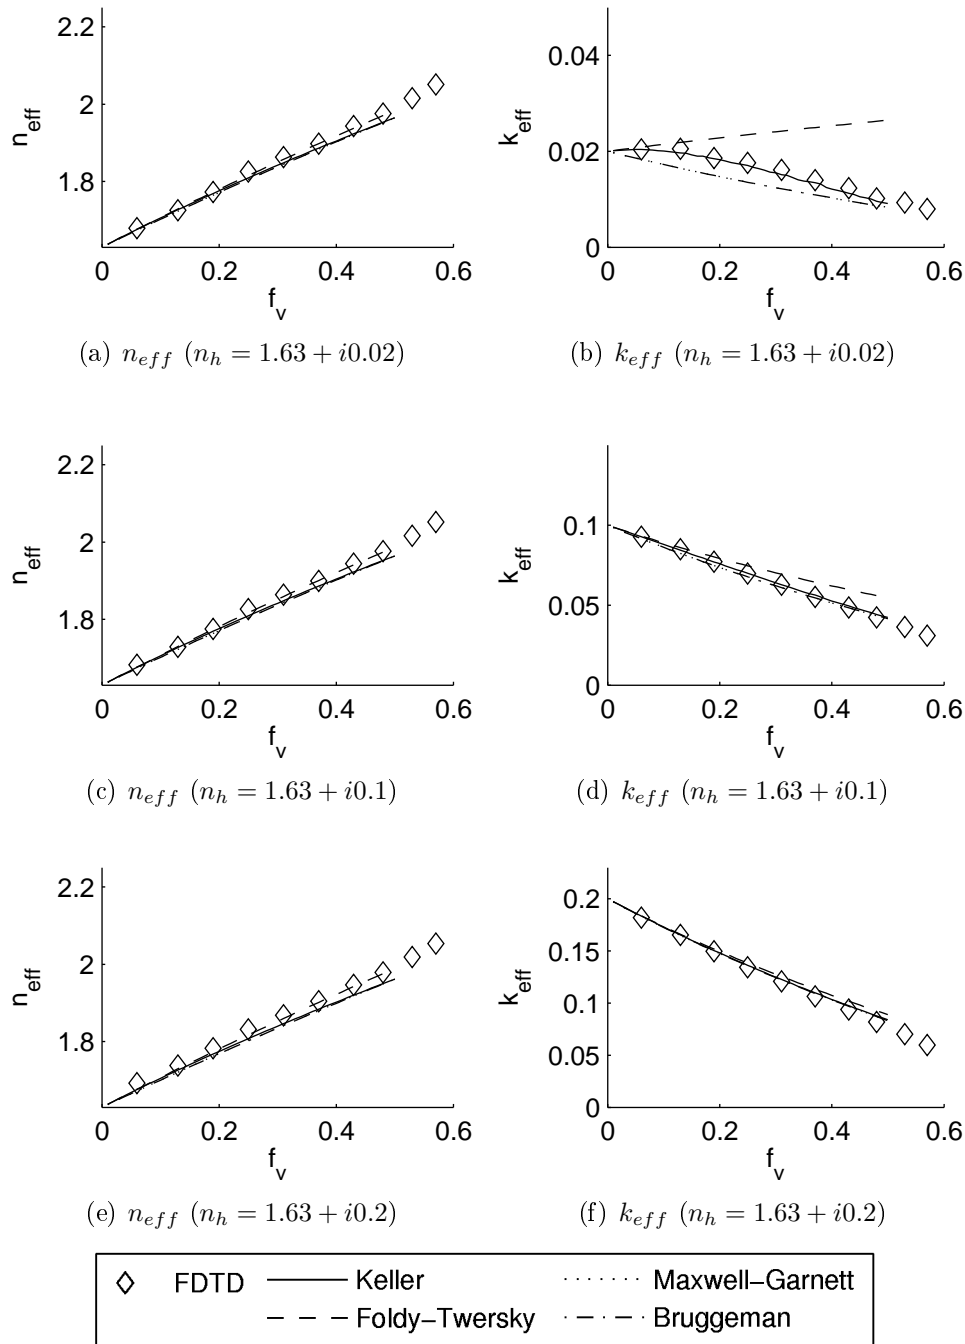 2.2
2
1.8
n_eff
0 0.2 0.4 0.6
f_v
(a) n_eff (n_h = 1.63 + i0.02)
0.04
0.02
0
k_eff
0 0.2 0.4 0.6
f_v
(b) k_eff (n_h = 1.63 + i0.02)
2.2
2
1.8
n_eff
0 0.2 0.4 0.6
f_v
(c) n_eff (n_h = 1.63 + i0.1)
0.1
0.05
0
k_eff
0 0.2 0.4 0.6
f_v
(d) k_eff (n_h = 1.63 + i0.1)
2.2
2
1.8
n_eff
0 0.2 0.4 0.6
f_v
(e) n_eff (n_h = 1.63 + i0.2)
0.2
0.15
0.1
0.05
0
k_eff
0 0.2 0.4 0.6
f_v
(f) k_eff (n_h = 1.63 + i0.2)
FDTD
Keller
Foldy−Twersky
Maxwell−Garnett
Bruggeman